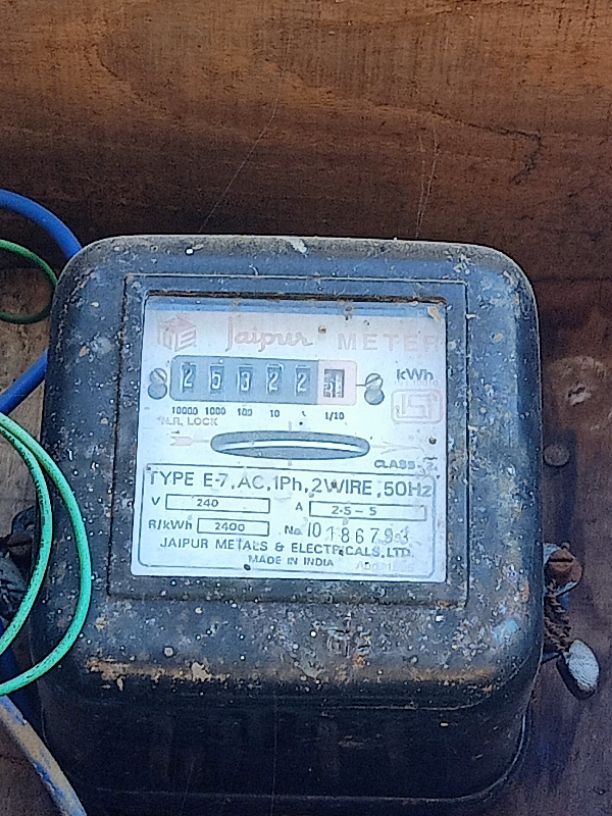 Jaipur METER
2 5 3 2 2
kWh
10000 1000 100 10 1 1/10
R.R. LOCK
CLASS-2.
TYPE E-7, AC, 1Ph, 2WIRE, 50Hz
V 240 A 2.5-5
R/kWh 2400 No. 10186793
JAIPUR METALS & ELECTRICALS, LTD.
MADE IN INDIA